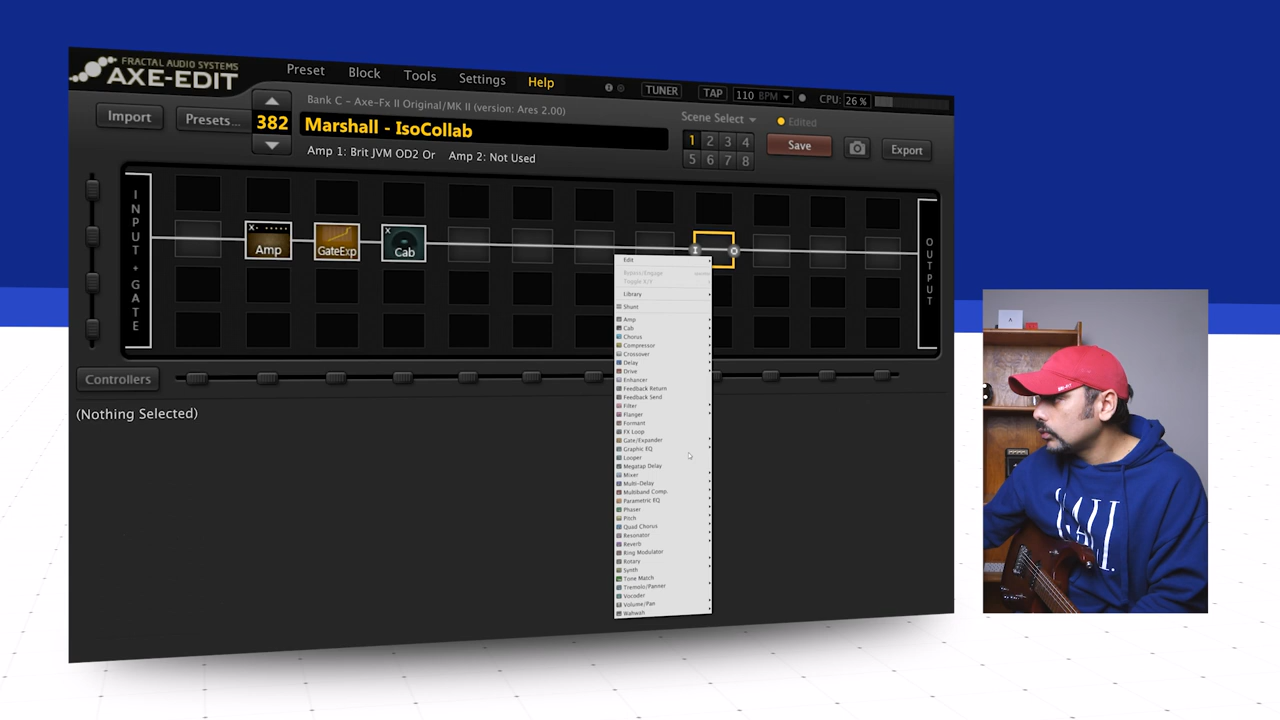 FRACTAL AUDIO SYSTEMS
AXE-EDIT
Preset Block Tools Settings Help
TUNER TAP 110 BPM CPU: 26 %
Import Presets... 382
Bank C – Axe-Fx II Original/MK II (version: Ares 2.00)
Marshall - IsoCollab
Amp 1: Brit JVM OD2 Or Amp 2: Not Used
Scene Select
1 2 3 4
5 6 7 8
Edited
Save Export
INPUT + GATE
X Amp
GateExp
X Cab
I O
OUTPUT
Edit
Bypass/Engage
Toggle X/Y
Library
Shunt
Amp
Cab
Chorus
Compressor
Crossover
Delay
Drive
Enhancer
Feedback Return
Feedback Send
Filter
Flanger
Formant
FX Loop
Gate/Expander
Graphic EQ
Looper
Megatap Delay
Mixer
Multi-Delay
Multiband Comp.
Parametric EQ
Phaser
Pitch
Quad Chorus
Resonator
Reverb
Ring Modulator
Rotary
Synth
Tone Match
Tremolo/Panner
Vocoder
Volume/Pan
Wahwah
Controllers
(Nothing Selected)